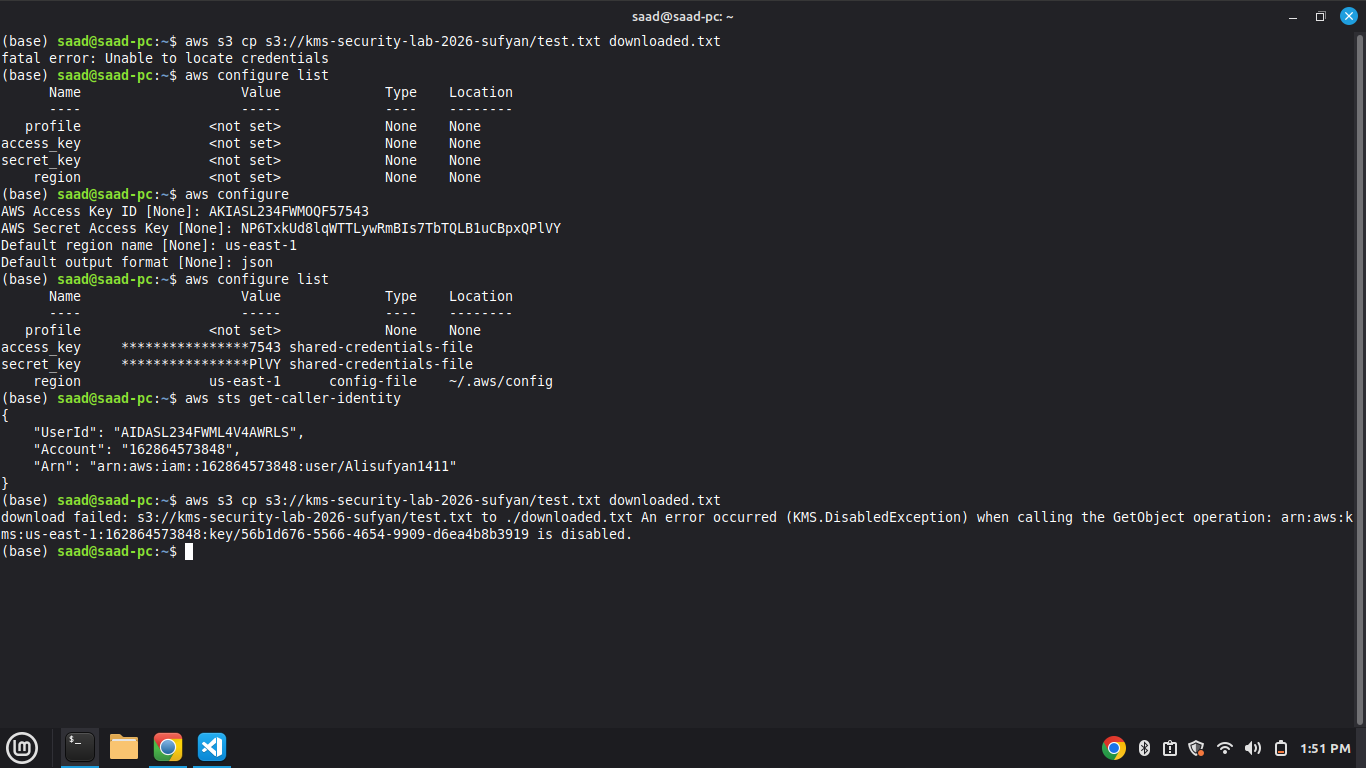 saad@saad-pc: ~
(base) saad@saad-pc:~$ aws s3 cp s3://kms-security-lab-2026-sufyan/test.txt downloaded.txt
fatal error: Unable to locate credentials
(base) saad@saad-pc:~$ aws configure list
      Name                    Value             Type    Location
      ----                    -----             ----    --------
   profile                <not set>             None    None
access_key                <not set>             None    None
secret_key                <not set>             None    None
    region                <not set>             None    None
(base) saad@saad-pc:~$ aws configure
AWS Access Key ID [None]: AKIASL234FWMOQF57543
AWS Secret Access Key [None]: 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
Default region name [None]: us-east-1
Default output format [None]: json
(base) saad@saad-pc:~$ aws configure list
      Name                    Value             Type    Location
      ----                    -----             ----    --------
   profile                <not set>             None    None
access_key     ****************7543 shared-credentials-file
secret_key     ****************PlVY shared-credentials-file
    region                us-east-1      config-file    ~/.aws/config
(base) saad@saad-pc:~$ aws sts get-caller-identity
{
    "UserId": "AIDASL234FWML4V4AWRLS",
    "Account": "162864573848",
    "Arn": "arn:aws:iam::162864573848:user/Alisufyan1411"
}
(base) saad@saad-pc:~$ aws s3 cp s3://kms-security-lab-2026-sufyan/test.txt downloaded.txt
download failed: s3://kms-security-lab-2026-sufyan/test.txt to ./downloaded.txt An error occurred (KMS.DisabledException) when calling the GetObject operation: arn:aws:k
ms:us-east-1:162864573848:key/56b1d676-5566-4654-9909-d6ea4b8b3919 is disabled.
(base) saad@saad-pc:~$
1:51 PM